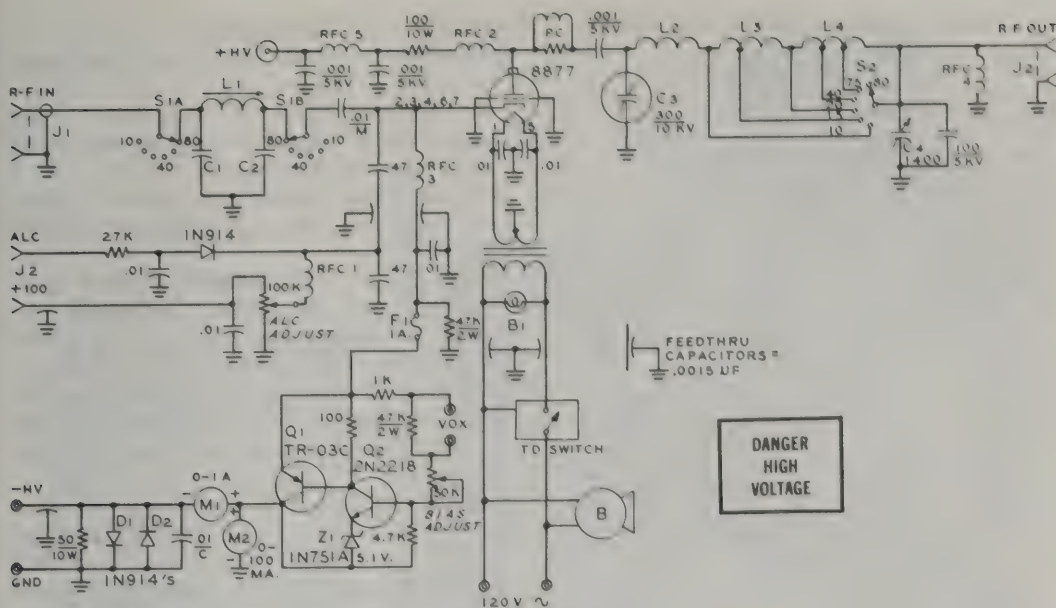 +HV
RFC 5
100
10W
RFC 2
PC
.001
5KV
L2
L3
L4
R F OUT
.001
5KV
.001
5KV
8877
S2
75
80
40
10
RFC
4
J2
R-F IN
L1
S1A
S1B
J1
10
80
40
80
10
40
.01
M
2,3,4,6,7
C3
300
10 KV
C1
C2
47
RFC
3
1
5
.01
.01
C4
1400
100
5KV
ALC
27K
1N914
J2
.01
RFC 1
47
.01
+100
100K
.01
ALC
ADJUST
F1
1A.
47K
2W
B1
FEEDTHRU
CAPACITORS =
.0015 UF
1K
100
47K
2W
VOX
Q1
TR-03C
Q2
2N2218
50K
BIAS
ADJUST
TD SWITCH
DANGER
HIGH
VOLTAGE
-HV
0-1A
D1
D2
M1
.01
C
50
10W
M2
0-
100
MA.
Z1
1N751A
5.1V.
4.7K
B
GND
1N914'S
120V ~